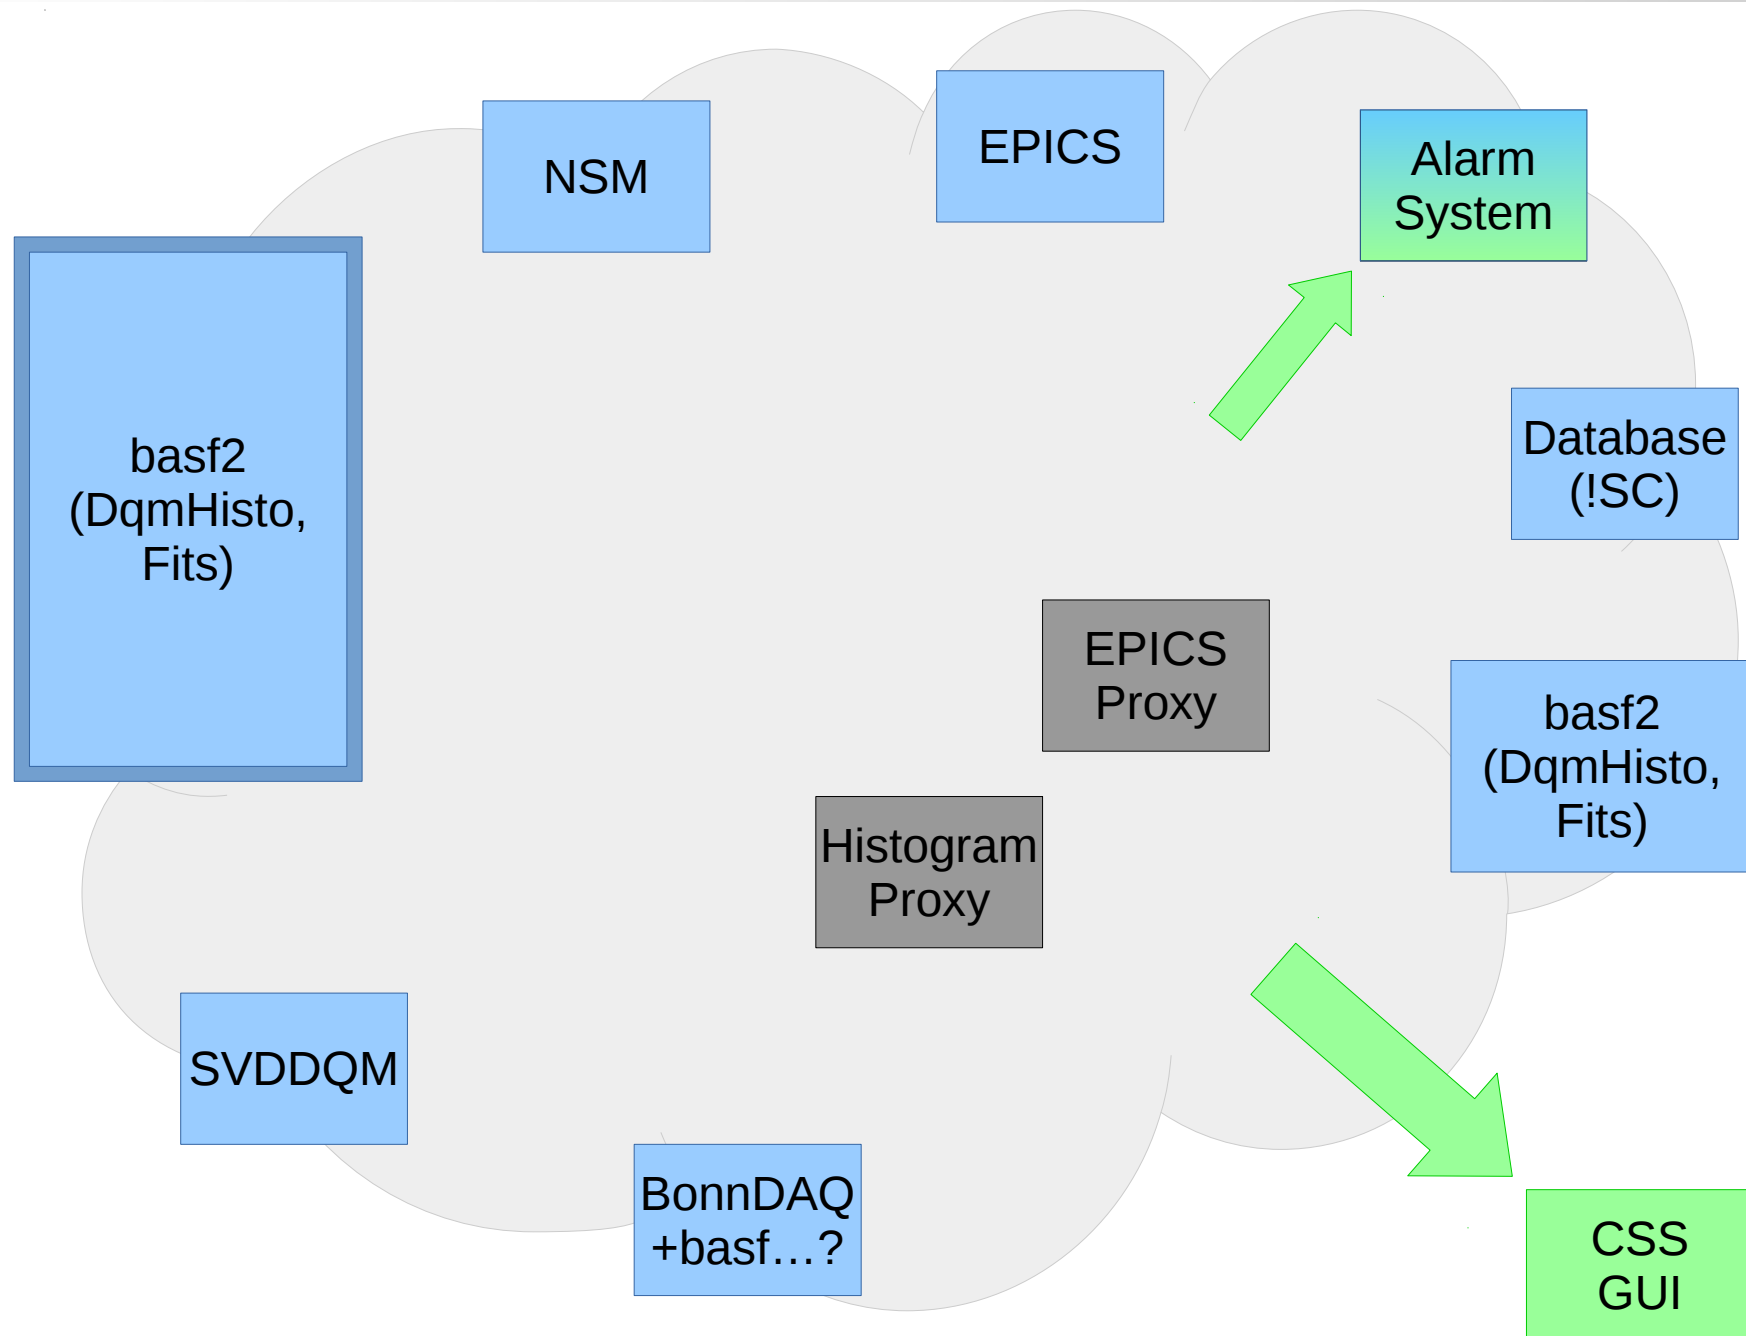 NSM
EPICS
Alarm
System
basf2
(DqmHisto,
Fits)
Database
(!SC)
EPICS
Proxy
basf2
(DqmHisto,
Fits)
Histogram
Proxy
SVDDQM
BonnDAQ
+basf…?
CSS
GUI